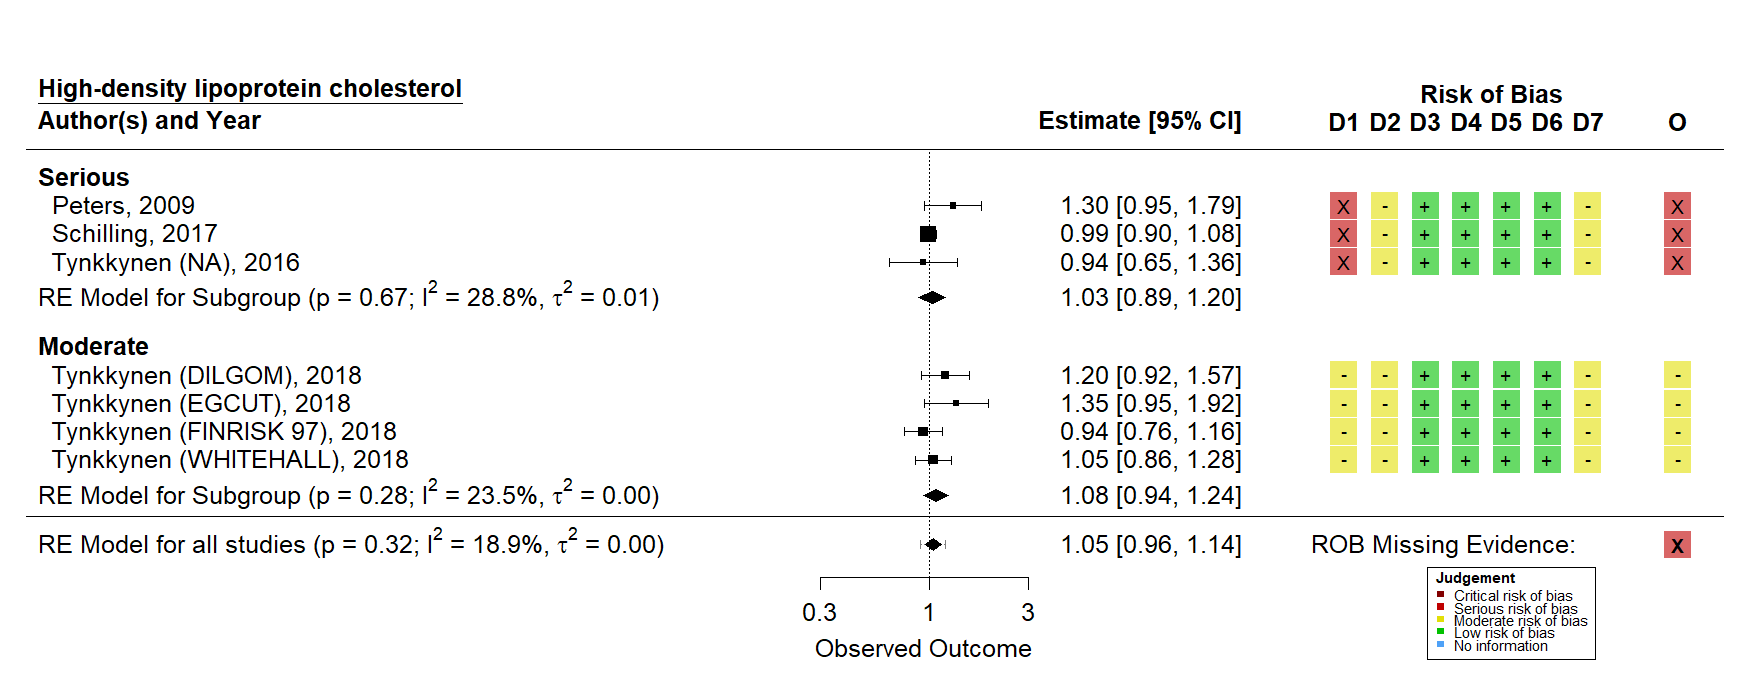 High-density lipoprotein cholesterol
Risk of Bias
Author(s) and Year Estimate [95% CI] D1 D2 D3 D4 D5 D6 D7 O
Serious
Peters, 2009 1.30 [0.95, 1.79] X - + + + + - X
Schilling, 2017 0.99 [0.90, 1.08] X - + + + + - X
Tynkkynen (NA), 2016 0.94 [0.65, 1.36] X - + + + + - X
RE Model for Subgroup (p = 0.67; I² = 28.8%, τ² = 0.01) 1.03 [0.89, 1.20]
Moderate
Tynkkynen (DILGOM), 2018 1.20 [0.92, 1.57] - - + + + + - -
Tynkkynen (EGCUT), 2018 1.35 [0.95, 1.92] - - + + + + - -
Tynkkynen (FINRISK 97), 2018 0.94 [0.76, 1.16] - - + + + + - -
Tynkkynen (WHITEHALL), 2018 1.05 [0.86, 1.28] - - + + + + - -
RE Model for Subgroup (p = 0.28; I² = 23.5%, τ² = 0.00) 1.08 [0.94, 1.24]
RE Model for all studies (p = 0.32; I² = 18.9%, τ² = 0.00) 1.05 [0.96, 1.14] ROB Missing Evidence: X
0.3 1 3
Observed Outcome
Judgement
Critical risk of bias
Serious risk of bias
Moderate risk of bias
Low risk of bias
No information